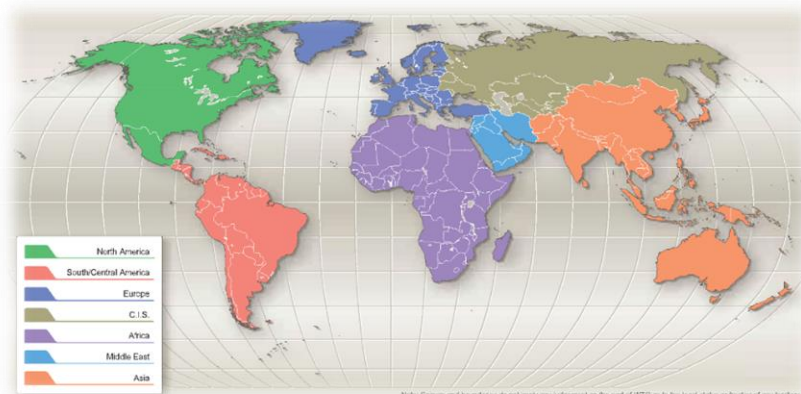 North America
South/Central America
Europe
C.I.S.
Africa
Middle East
Asia